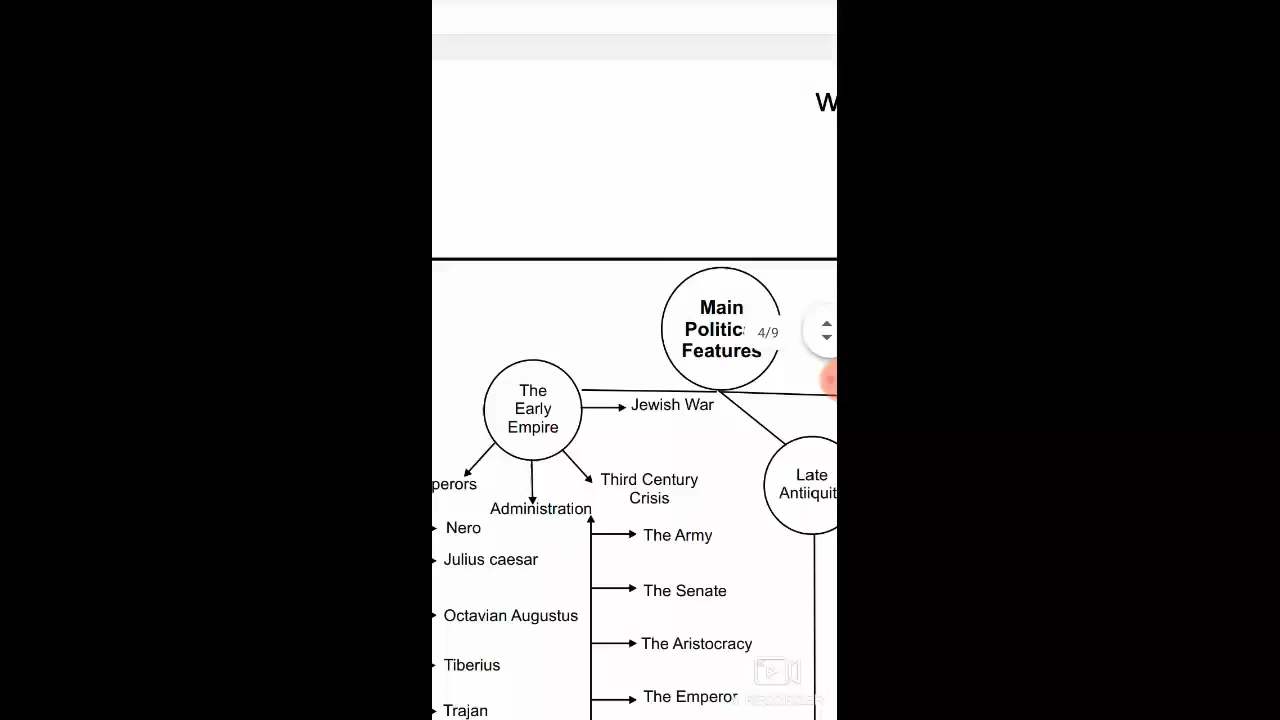 W
Main
Politic
Features
4/9
The
Early
Empire
Jewish War
Late
Antiiquit
perors
Third Century
Crisis
Administration
Nero
The Army
Julius caesar
The Senate
Octavian Augustus
The Aristocracy
Tiberius
The Emperor
Trajan